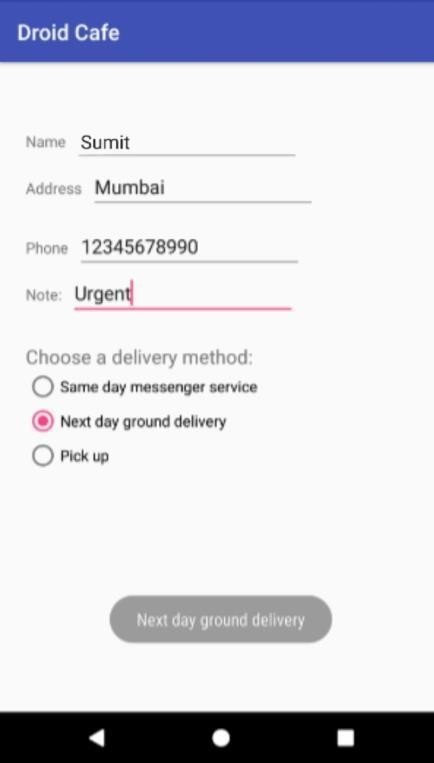 Droid Cafe
Name Sumit
Address Mumbai
Phone 12345678990
Note: Urgent
Choose a delivery method:
Same day messenger service
Next day ground delivery
Pick up
Next day ground delivery